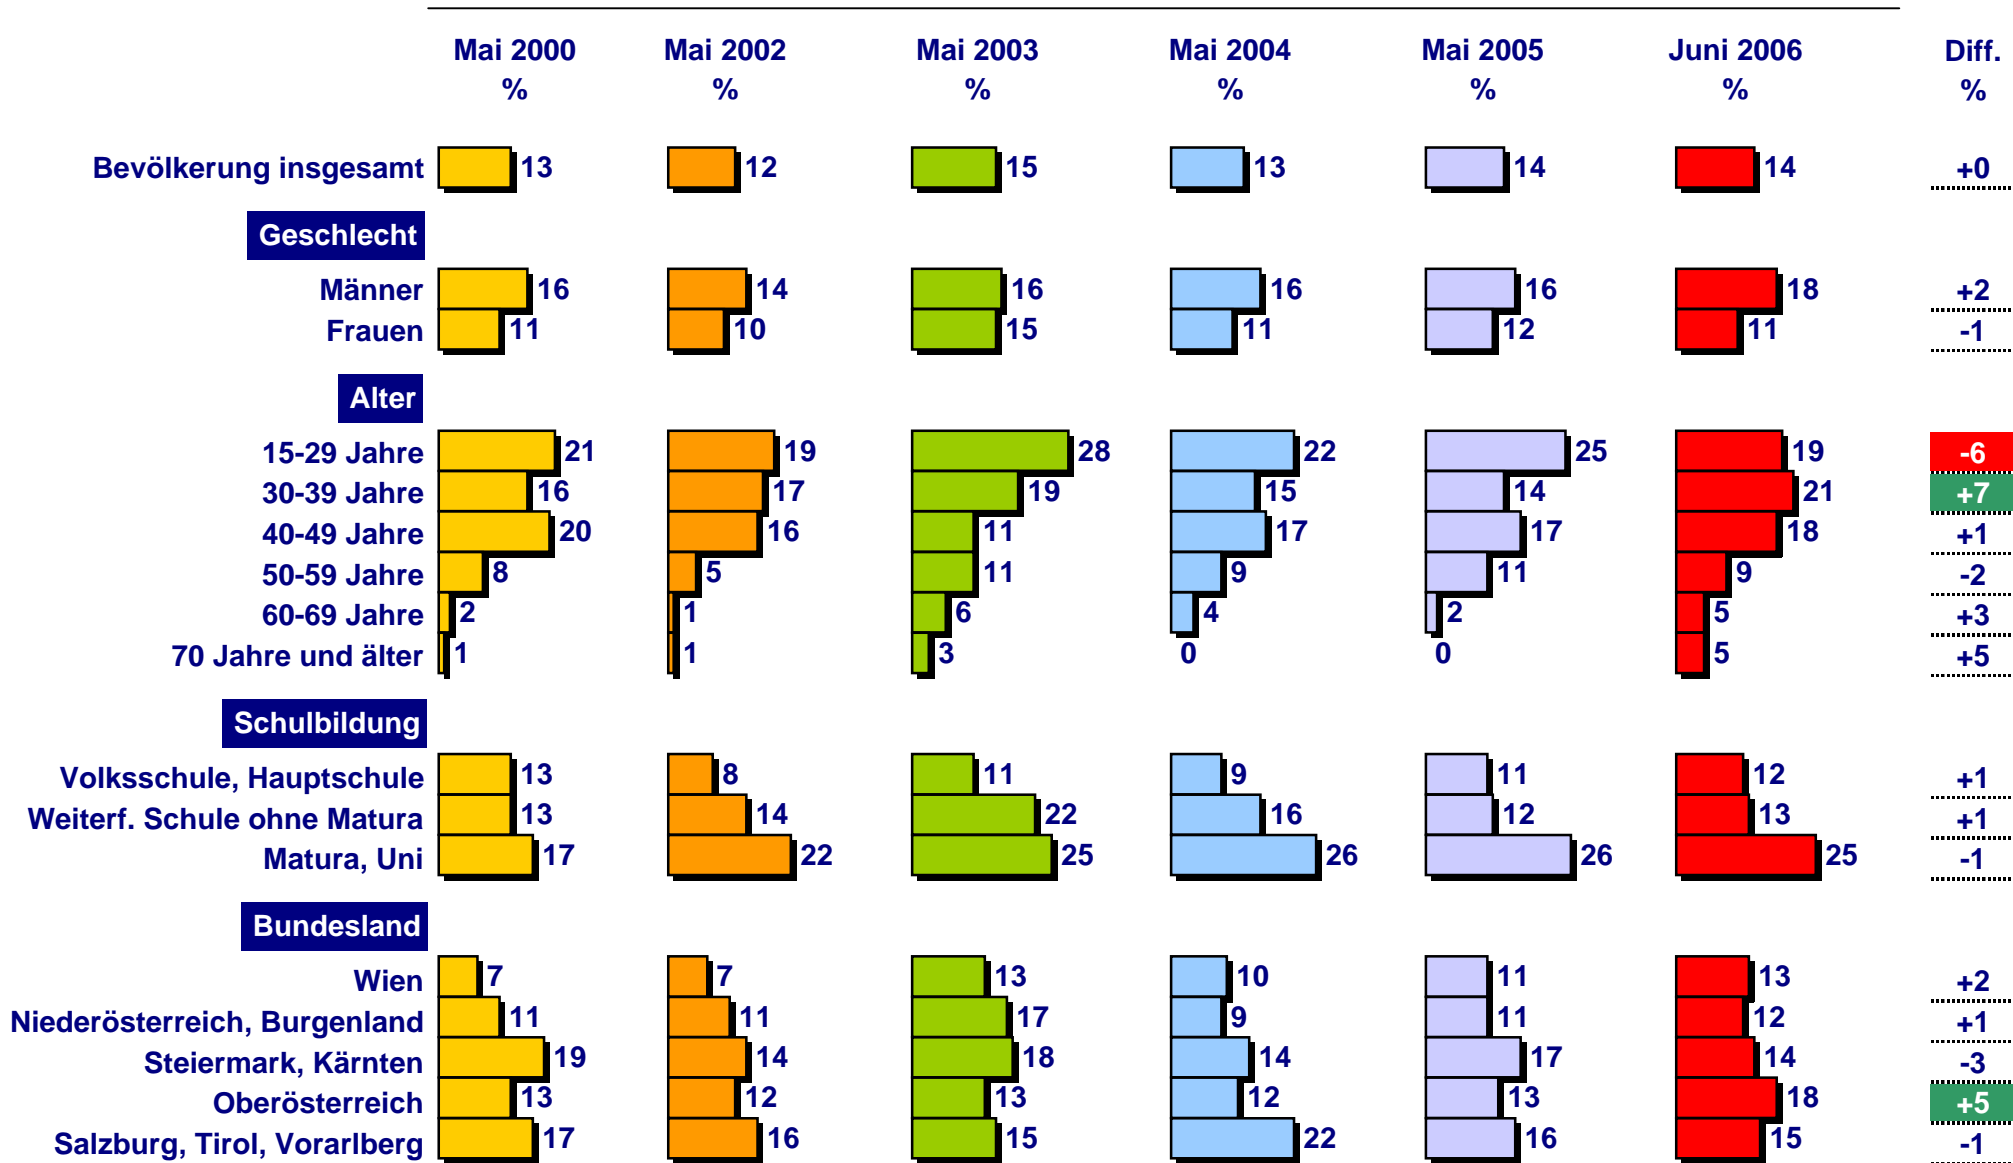 Mai 2000 Mai 2002 Mai 2003 Mai 2004 Mai 2005 Juni 2006 Diff.
% % % % % % %
Bevölkerung insgesamt 13 12 15 13 14 14 +0
Geschlecht
Männer 16 14 16 16 16 18 +2
Frauen 11 10 15 11 12 11 -1
Alter
15-29 Jahre 21 19 28 22 25 19 -6
30-39 Jahre 16 17 19 15 14 21 +7
40-49 Jahre 20 16 11 17 17 18 +1
50-59 Jahre 8 5 11 9 11 9 -2
60-69 Jahre 2 1 6 4 2 5 +3
70 Jahre und älter 1 1 3 0 0 5 +5
Schulbildung
Volksschule, Hauptschule 13 8 11 9 11 12 +1
Weiterf. Schule ohne Matura 13 14 22 16 12 13 +1
Matura, Uni 17 22 25 26 26 25 -1
Bundesland
Wien 7 7 13 10 11 13 +2
Niederösterreich, Burgenland 11 11 17 9 11 12 +1
Steiermark, Kärnten 19 14 18 14 17 14 -3
Oberösterreich 13 12 13 12 13 18 +5
Salzburg, Tirol, Vorarlberg 17 16 15 22 16 15 -1